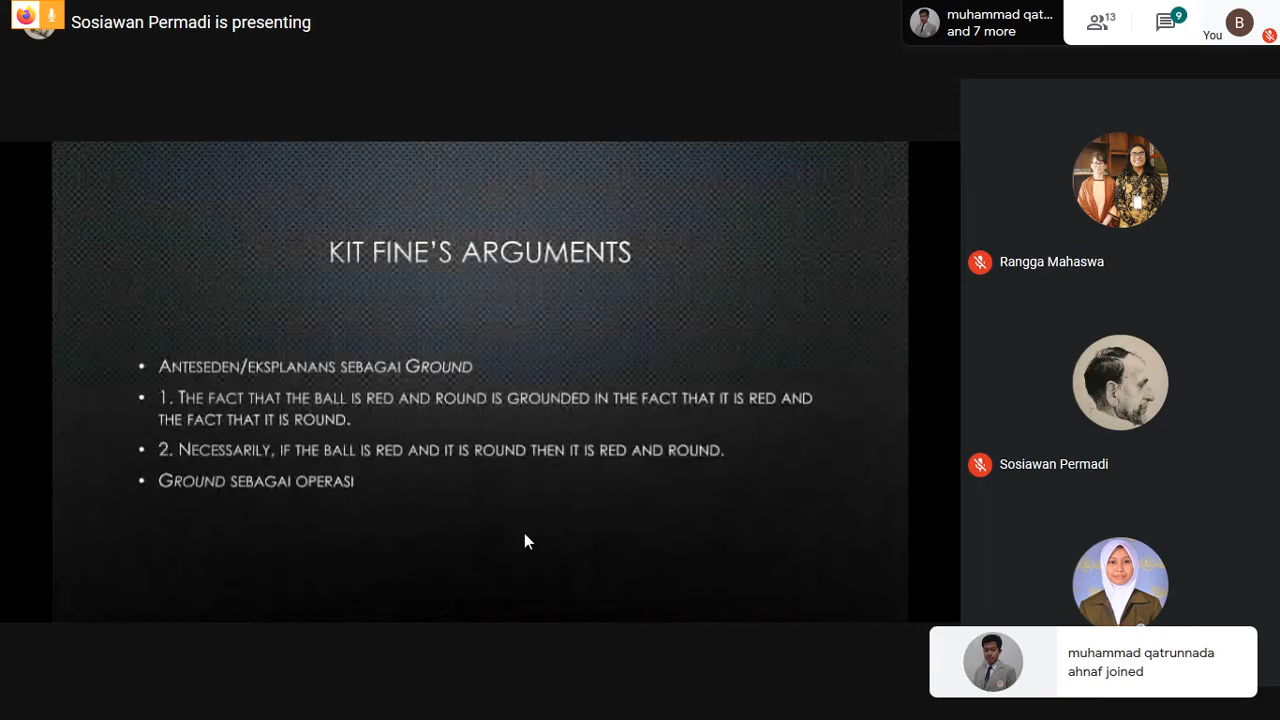 Sosiawan Permadi is presenting
muhammad qat...
and 7 more
13
9
You
B
KIT FINE'S ARGUMENTS
• ANTESEDEN/EKSPLANANS SEBAGAI GROUND
• 1. THE FACT THAT THE BALL IS RED AND ROUND IS GROUNDED IN THE FACT THAT IT IS RED AND
THE FACT THAT IT IS ROUND.
• 2. NECESSARILY, IF THE BALL IS RED AND IT IS ROUND THEN IT IS RED AND ROUND.
• GROUND SEBAGAI OPERASI
Rangga Mahaswa
Sosiawan Permadi
muhammad qatrunnada
ahnaf joined